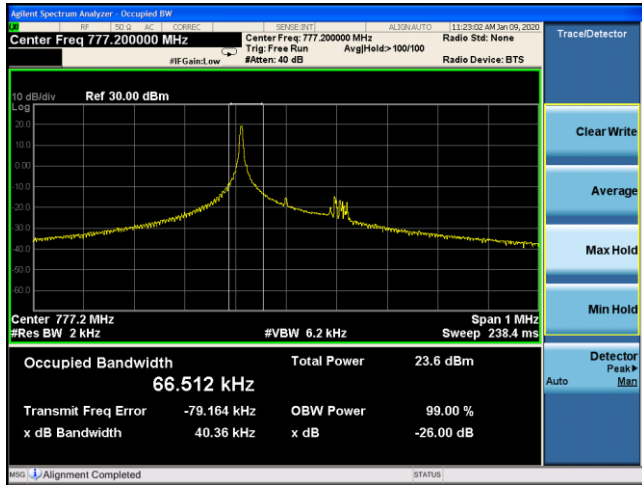 Agilent Spectrum Analyzer - Occupied BW
RF 50 Ω AC CORREC SENSE:INT ALIGN AUTO 11:23:02 AM Jan 09, 2020
Center Freq 777.200000 MHz Center Freq: 777.200000 MHz Radio Std: None
Trig: Free Run Avg|Hold:> 100/100
#IFGain:Low #Atten: 40 dB Radio Device: BTS
Trace/Detector
10 dB/div Ref 30.00 dBm
Log
20.0
10.0
0.00
-10.0
-20.0
-30.0
-40.0
-50.0
-60.0
Center 777.2 MHz Span 1 MHz
#Res BW 2 kHz #VBW 6.2 kHz Sweep 238.4 ms
Occupied Bandwidth Total Power 23.6 dBm
66.512 kHz
Transmit Freq Error -79.164 kHz OBW Power 99.00 %
x dB Bandwidth 40.36 kHz x dB -26.00 dB
Clear Write
Average
Max Hold
Min Hold
Detector
Peak▶
Auto Man
MSG Alignment Completed STATUS